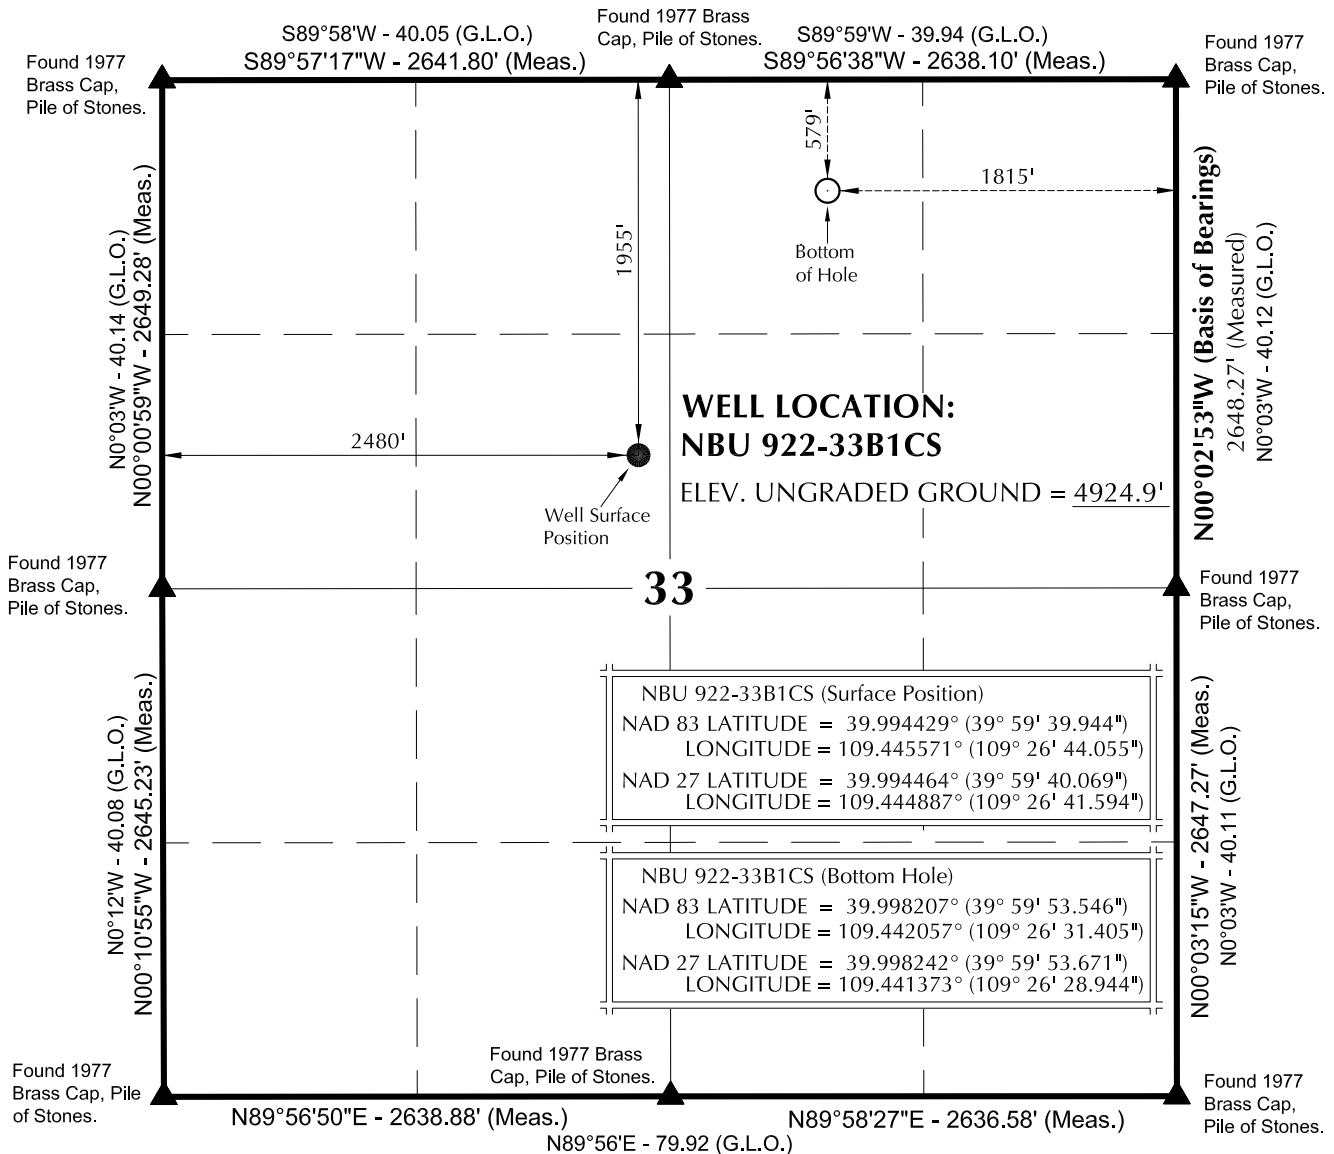 S89°58'W - 40.05 (G.L.O.)
S89°57'17"W - 2641.80' (Meas.)
Found 1977 Brass
Cap, Pile of Stones.
S89°59'W - 39.94 (G.L.O.)
S89°56'38"W - 2638.10' (Meas.)
Found 1977
Brass Cap,
Pile of Stones.
Found 1977
Brass Cap,
Pile of Stones.
579'
1815'
Bottom
of Hole
1955'
N0°03'W - 40.14 (G.L.O.)
N00°00'59"W - 2649.28' (Meas.)
N00°02'53"W (Basis of Bearings)
2648.27' (Measured)
N0°03'W - 40.12 (G.L.O.)
2480'
Well Surface
Position
WELL LOCATION:
NBU 922-33B1CS
ELEV. UNGRADED GROUND = 4924.9'
Found 1977
Brass Cap,
Pile of Stones.
33
Found 1977
Brass Cap,
Pile of Stones.
NBU 922-33B1CS (Surface Position)
NAD 83 LATITUDE = 39.994429° (39° 59' 39.944")
LONGITUDE = 109.445571° (109° 26' 44.055")
NAD 27 LATITUDE = 39.994464° (39° 59' 40.069")
LONGITUDE = 109.444887° (109° 26' 41.594")
NBU 922-33B1CS (Bottom Hole)
NAD 83 LATITUDE = 39.998207° (39° 59' 53.546")
LONGITUDE = 109.442057° (109° 26' 31.405")
NAD 27 LATITUDE = 39.998242° (39° 59' 53.671")
LONGITUDE = 109.441373° (109° 26' 28.944")
N0°12'W - 40.08 (G.L.O.)
N00°10'55"W - 2645.23' (Meas.)
N00°03'15"W - 2647.27' (Meas.)
N0°03'W - 40.11 (G.L.O.)
Found 1977
Brass Cap, Pile
of Stones.
Found 1977 Brass
Cap, Pile of Stones.
Found 1977
Brass Cap,
Pile of Stones.
N89°56'50"E - 2638.88' (Meas.)
N89°58'27"E - 2636.58' (Meas.)
N89°56'E - 79.92 (G.L.O.)